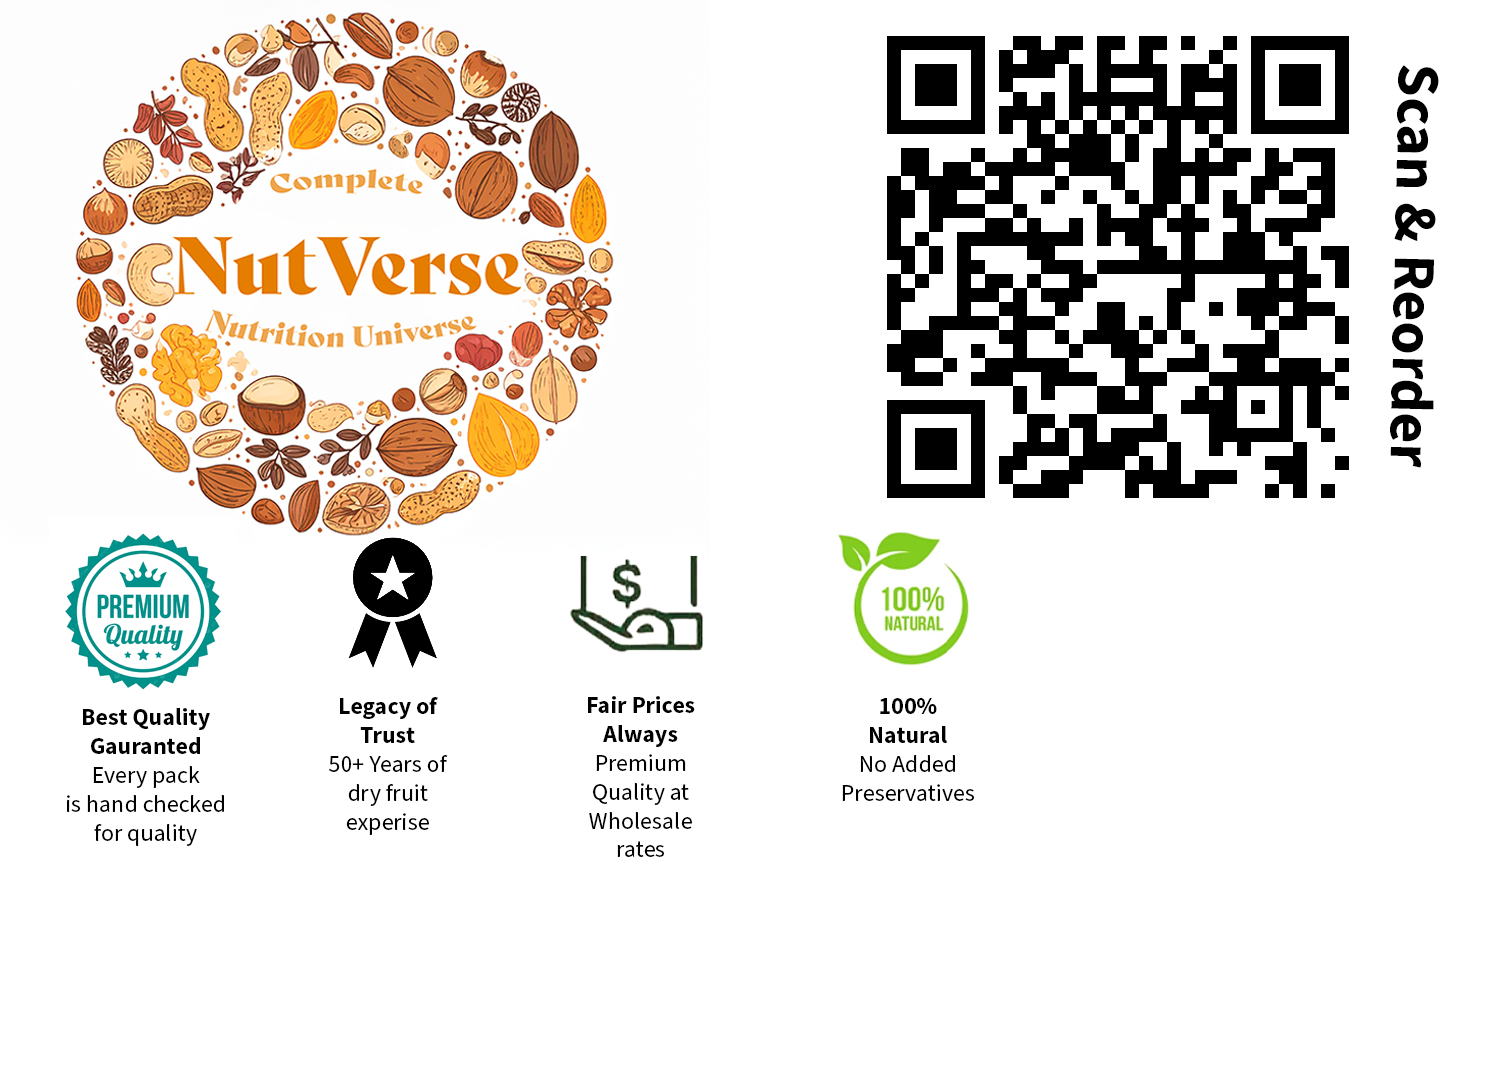 Complete
NutVerse
Nutrition Universe
Scan & Reorder
PREMIUM
Quality
Best Quality
Gauranted
Every pack
is hand checked
for quality
Legacy of
Trust
50+ Years of
dry fruit
experise
$
Fair Prices
Always
Premium
Quality at
Wholesale
rates
100%
NATURAL
100%
Natural
No Added
Preservatives